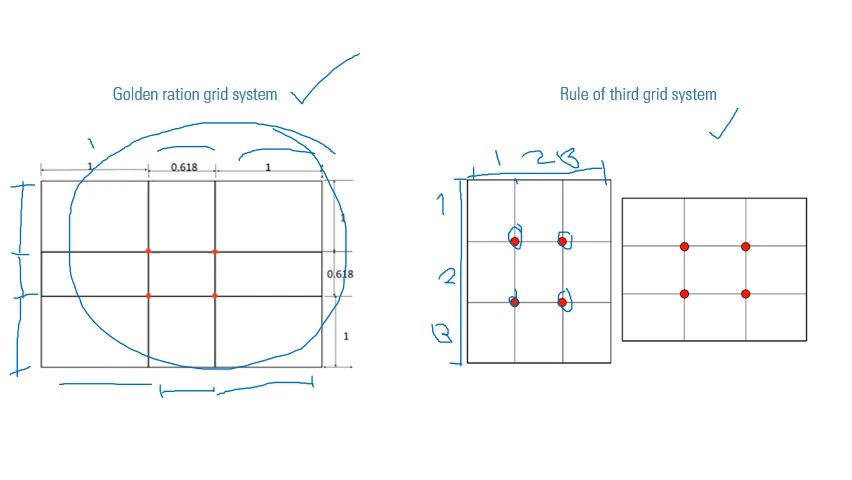 Golden ration grid system
Rule of third grid system
1 0.618 1
1
0.618
1
1 2 3
1
2
3